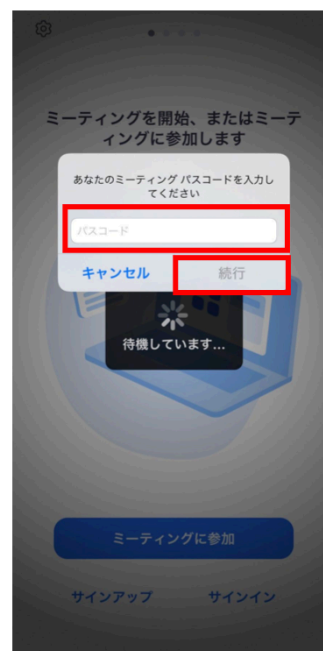 ミーティングを開始、またはミーテ
ィングに参加します
あなたのミーティング パスコードを入力し
てください
パスコード
キャンセル
続行
待機しています...
ミーティングに参加
サインアップ
サインイン